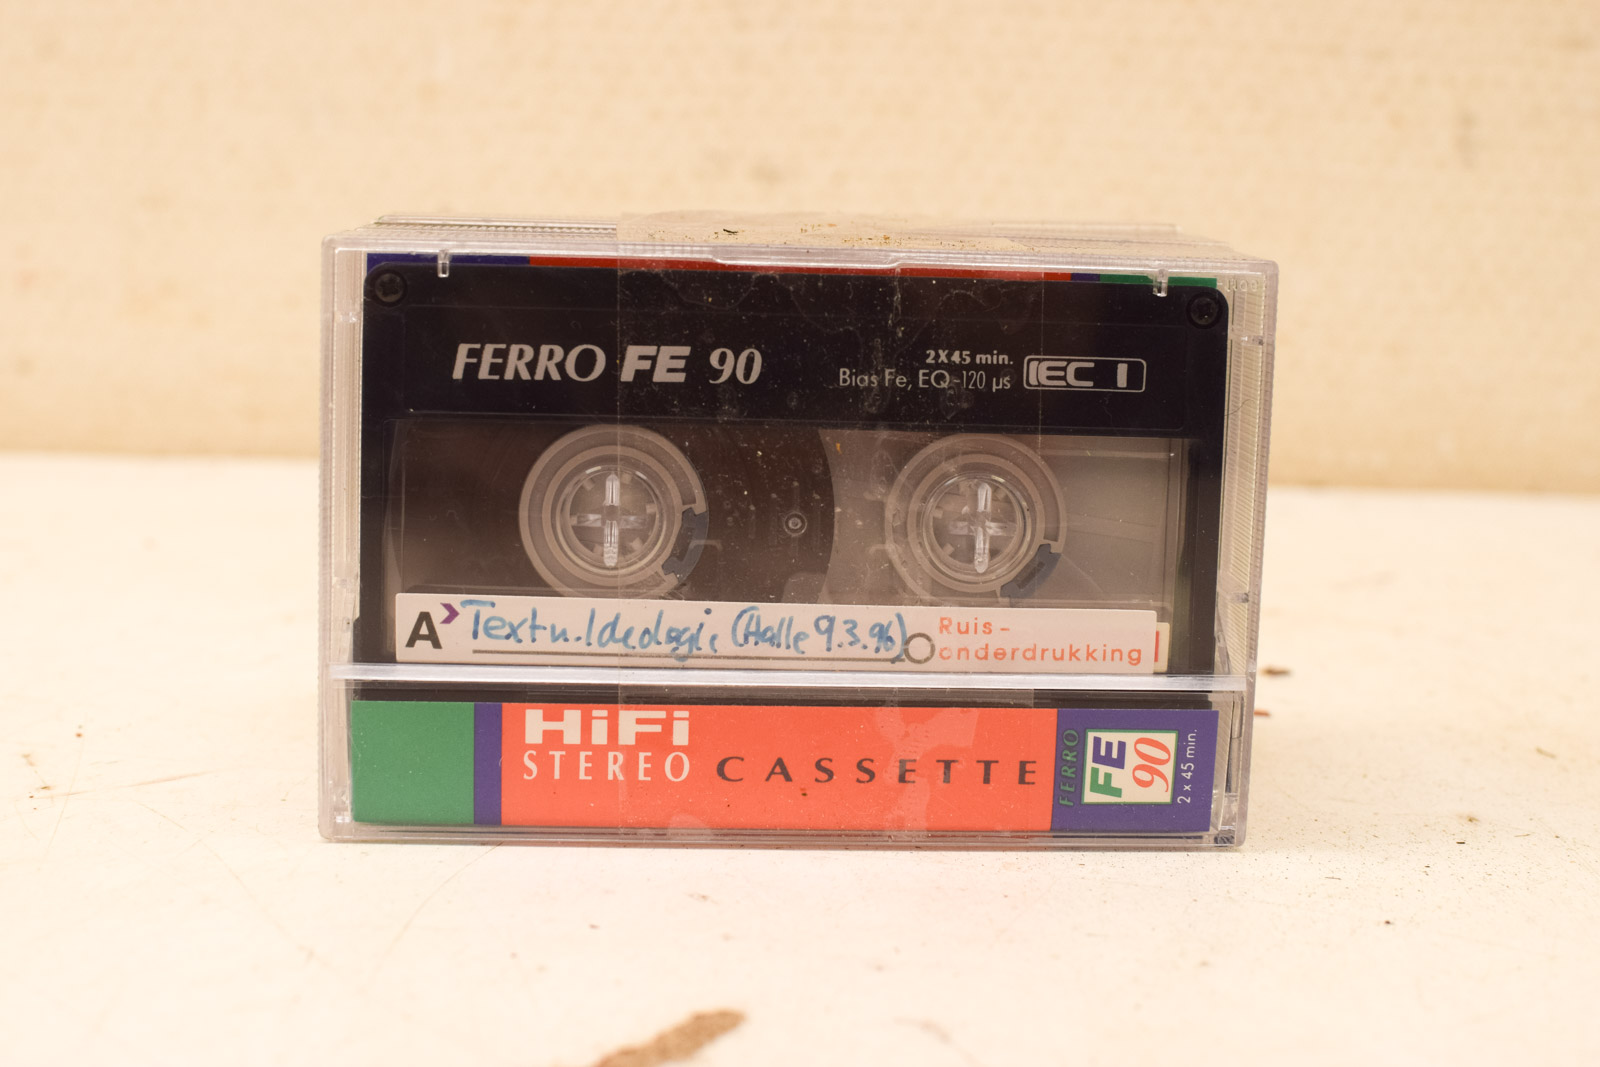 FERRO FE 90
2X45 min.
Bias Fe, EQ-120 µs IEC I
A Text u. Ideologie (Halle 9.3.96)
Ruis-
onderdrukking
HiFi
STEREO CASSETTE
FERRO
FE
90
2 x 45 min.